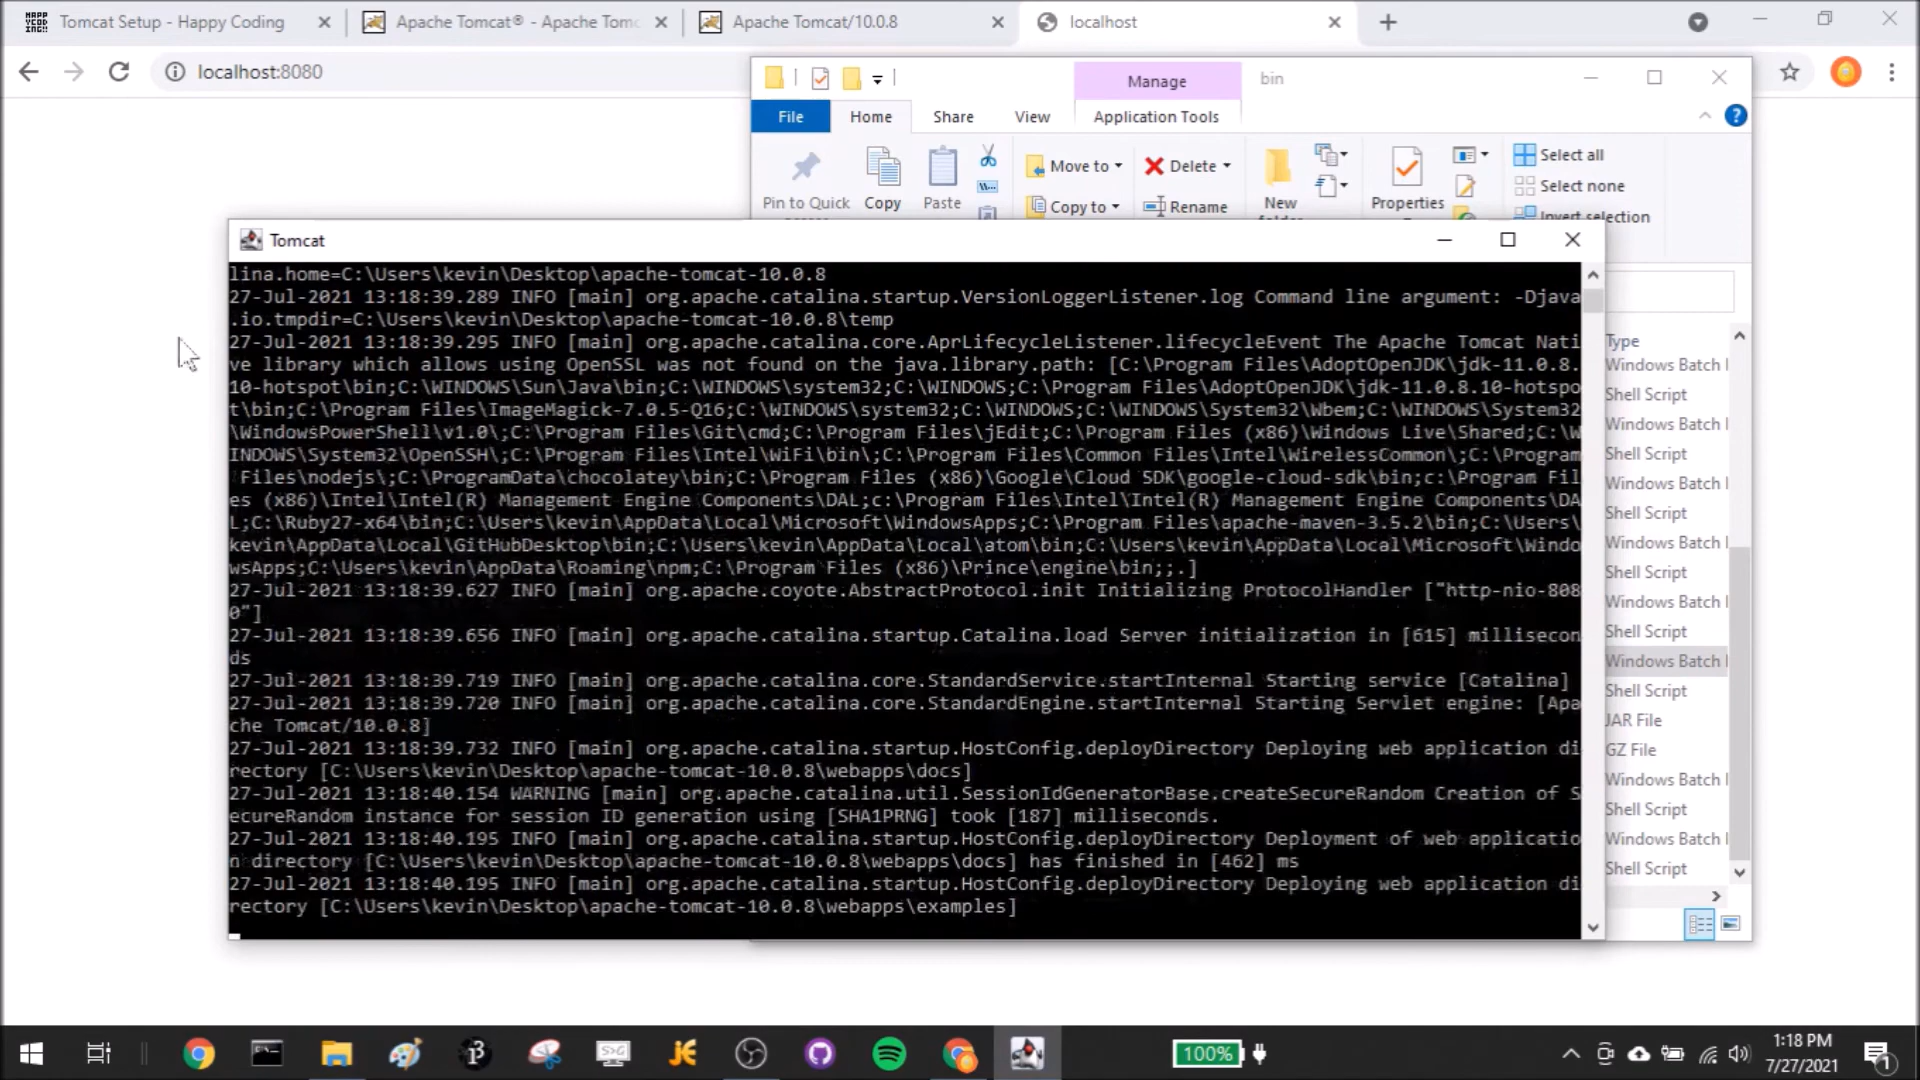 Tomcat Setup - Happy Coding
Apache Tomcat® - Apache Tomc
Apache Tomcat/10.0.8
localhost
localhost:8080
Manage
bin
File
Home
Share
View
Application Tools
Pin to Quick
Copy
Paste
Move to
Copy to
Delete
Rename
New
Properties
Select all
Select none
Invert selection
Tomcat
lina.home=C:\Users\kevin\Desktop\apache-tomcat-10.0.8
27-Jul-2021 13:18:39.289 INFO [main] org.apache.catalina.startup.VersionLoggerListener.log Command line argument: -Djava
.io.tmpdir=C:\Users\kevin\Desktop\apache-tomcat-10.0.8\temp
27-Jul-2021 13:18:39.295 INFO [main] org.apache.catalina.core.AprLifecycleListener.lifecycleEvent The Apache Tomcat Nati
ve library which allows using OpenSSL was not found on the java.library.path: [C:\Program Files\AdoptOpenJDK\jdk-11.0.8.
10-hotspot\bin;C:\WINDOWS\Sun\Java\bin;C:\WINDOWS\system32;C:\WINDOWS;C:\Program Files\AdoptOpenJDK\jdk-11.0.8.10-hotspo
t\bin;C:\Program Files\ImageMagick-7.0.5-Q16;C:\WINDOWS\system32;C:\WINDOWS;C:\WINDOWS\System32\Wbem;C:\WINDOWS\System32
\WindowsPowerShell\v1.0\;C:\Program Files\Git\cmd;C:\Program Files\jEdit;C:\Program Files (x86)\Windows Live\Shared;C:\W
INDOWS\System32\OpenSSH\;C:\Program Files\Intel\WiFi\bin\;C:\Program Files\Common Files\Intel\WirelessCommon\;C:\Program
Files\nodejs\;C:\ProgramData\chocolatey\bin;C:\Program Files (x86)\Google\Cloud SDK\google-cloud-sdk\bin;c:\Program Fil
es (x86)\Intel\Intel(R) Management Engine Components\DAL;c:\Program Files\Intel\Intel(R) Management Engine Components\DA
L;C:\Ruby27-x64\bin;C:\Users\kevin\AppData\Local\Microsoft\WindowsApps;C:\Program Files\apache-maven-3.5.2\bin;C:\Users\
kevin\AppData\Local\GitHubDesktop\bin;C:\Users\kevin\AppData\Local\atom\bin;C:\Users\kevin\AppData\Local\Microsoft\Windo
wsApps;C:\Users\kevin\AppData\Roaming\npm;C:\Program Files (x86)\Prince\engine\bin;;.]
27-Jul-2021 13:18:39.627 INFO [main] org.apache.coyote.AbstractProtocol.init Initializing ProtocolHandler ["http-nio-808
0"]
27-Jul-2021 13:18:39.656 INFO [main] org.apache.catalina.startup.Catalina.load Server initialization in [615] millisecon
ds
27-Jul-2021 13:18:39.719 INFO [main] org.apache.catalina.core.StandardService.startInternal Starting service [Catalina]
27-Jul-2021 13:18:39.720 INFO [main] org.apache.catalina.core.StandardEngine.startInternal Starting Servlet engine: [Apa
che Tomcat/10.0.8]
27-Jul-2021 13:18:39.732 INFO [main] org.apache.catalina.startup.HostConfig.deployDirectory Deploying web application di
rectory [C:\Users\kevin\Desktop\apache-tomcat-10.0.8\webapps\docs]
27-Jul-2021 13:18:40.154 WARNING [main] org.apache.catalina.util.SessionIdGeneratorBase.createSecureRandom Creation of S
ecureRandom instance for session ID generation using [SHA1PRNG] took [187] milliseconds.
27-Jul-2021 13:18:40.195 INFO [main] org.apache.catalina.startup.HostConfig.deployDirectory Deployment of web applicatio
n directory [C:\Users\kevin\Desktop\apache-tomcat-10.0.8\webapps\docs] has finished in [462] ms
27-Jul-2021 13:18:40.195 INFO [main] org.apache.catalina.startup.HostConfig.deployDirectory Deploying web application di
rectory [C:\Users\kevin\Desktop\apache-tomcat-10.0.8\webapps\examples]
Type
Windows Batch
Shell Script
Windows Batch
Shell Script
Windows Batch
Shell Script
Windows Batch
Shell Script
Windows Batch
Shell Script
Windows Batch
Shell Script
JAR File
GZ File
Windows Batch
Shell Script
Windows Batch
Shell Script
100%
1:18 PM
7/27/2021
1